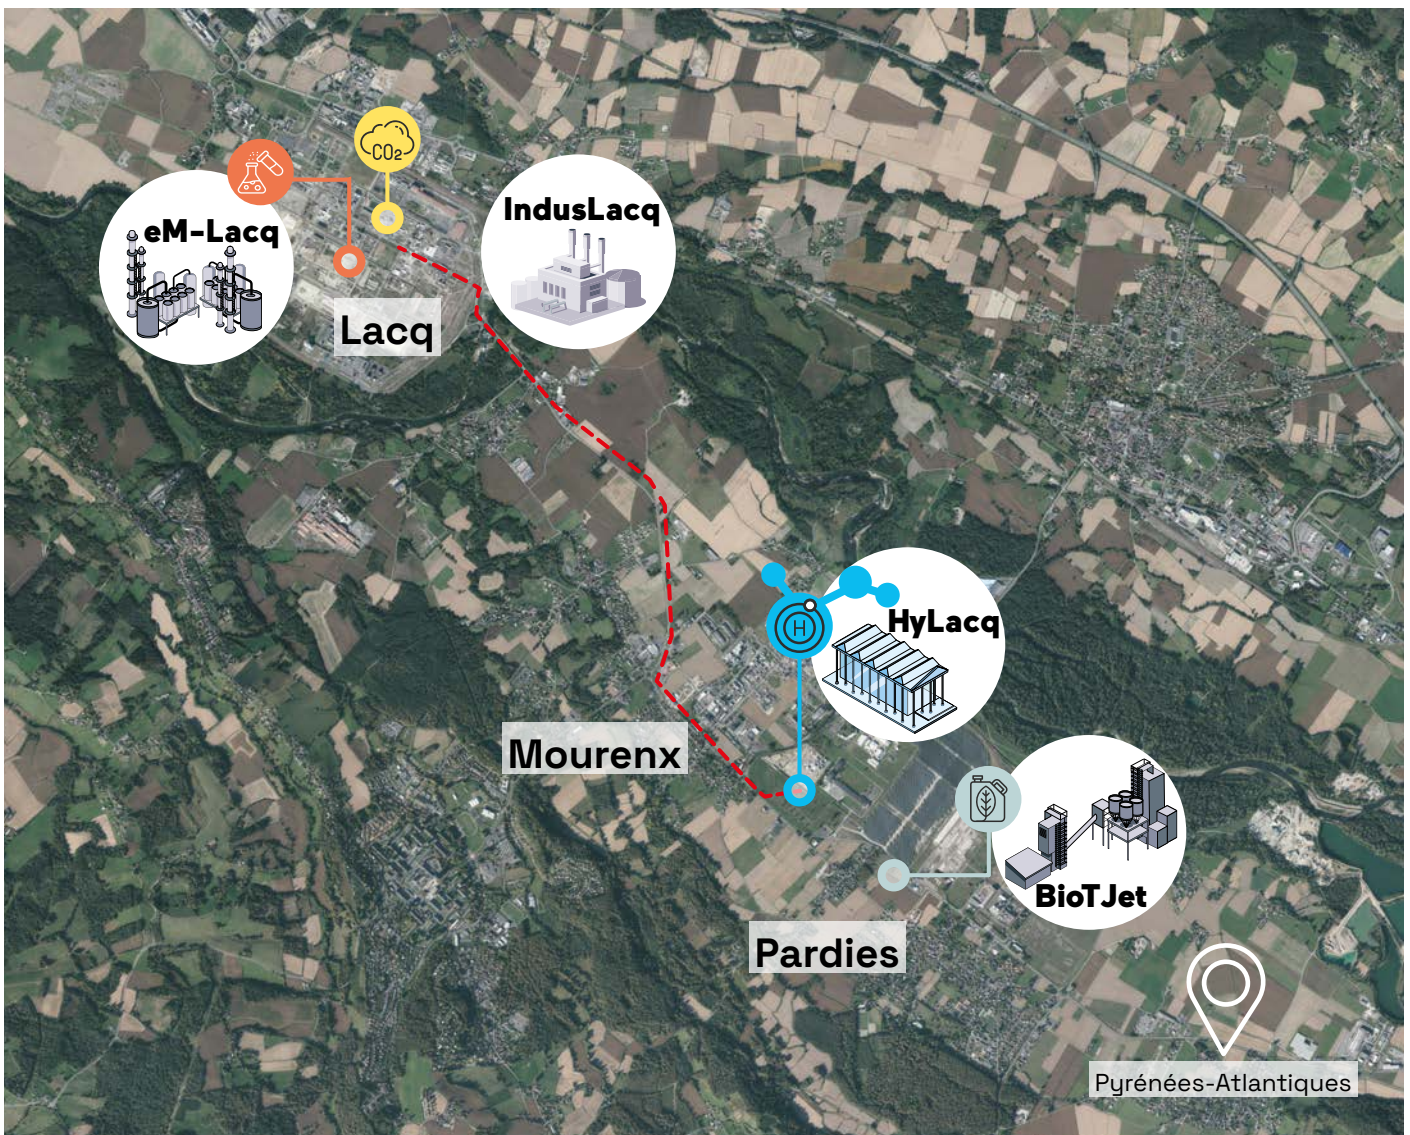 CO2
eM-Lacq
IndusLacq
Lacq
H
HyLacq
Mourenx
BioTJet
Pardies
Pyrénées-Atlantiques